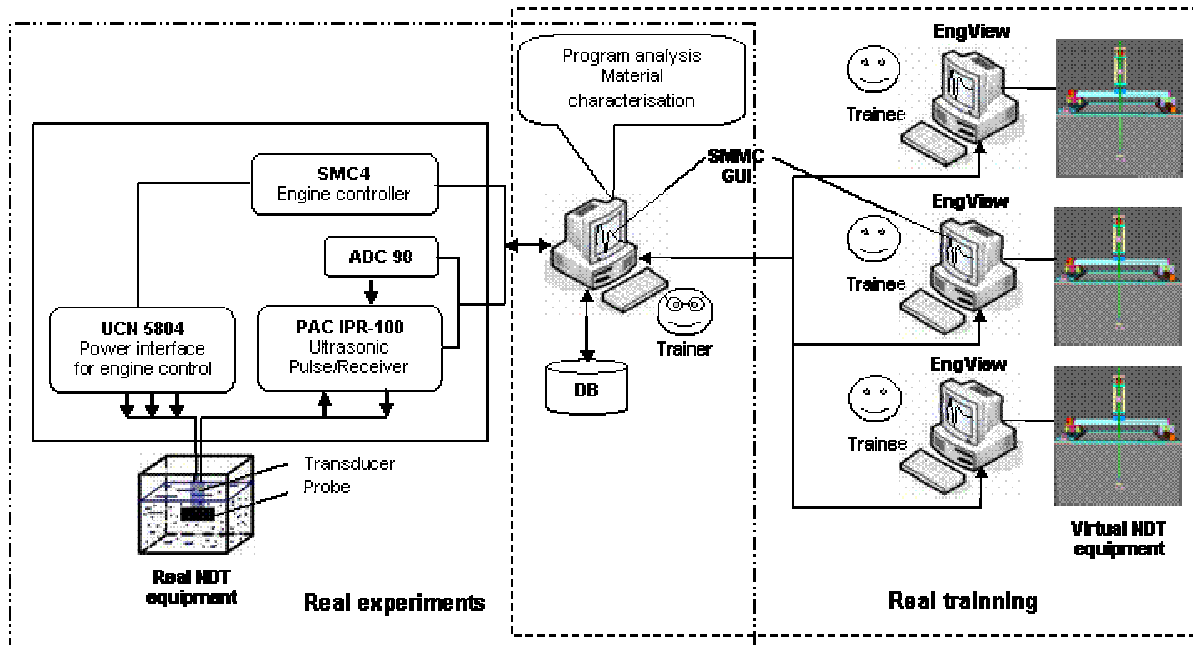 Program analysis
Material
characterisation
SMC4
Engine controller
ADC 90
UCN 5804
Power interface
for engine control
PAC IPR-100
Ultrasonic
Pulse/Receiver
Transducer
Probe
Real NDT
equipment
Real experiments
SMMC
GUI
Trainer
DB
EngView
Trainee
EngView
Trainee
EngView
Trainee
Virtual NDT
equipment
Real trainning